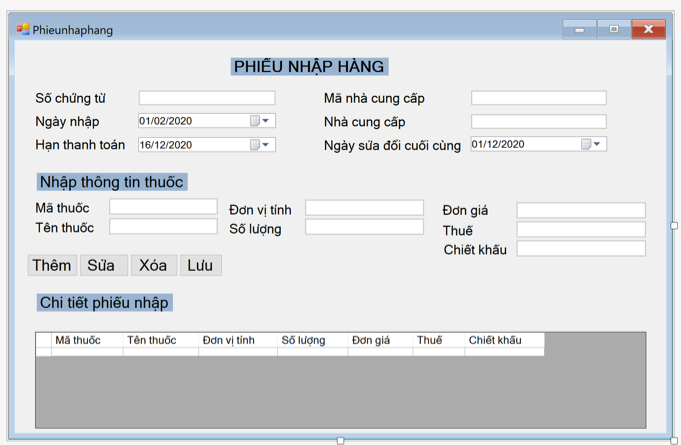 Phieunhaphang
PHIẾU NHẬP HÀNG
Số chứng từ Mã nhà cung cấp
Ngày nhập 01/02/2020 Nhà cung cấp
Hạn thanh toán 16/12/2020 Ngày sửa đổi cuối cùng 01/12/2020
Nhập thông tin thuốc
Mã thuốc Đơn vị tính Đơn giá
Tên thuốc Số lượng Thuế
Chiết khấu
Thêm Sửa Xóa Lưu
Chi tiết phiếu nhập
Mã thuốc Tên thuốc Đơn vị tính Số lượng Đơn giá Thuế Chiết khấu